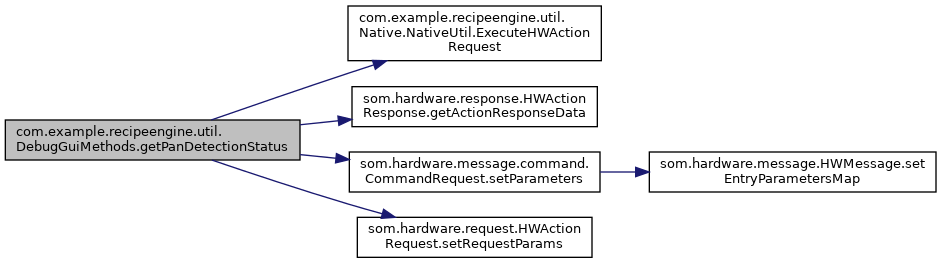 com.example.recipeengine.util.
Native.NativeUtil.ExecuteHWAction
Request
som.hardware.response.HWAction
Response.getActionResponseData
com.example.recipeengine.util.
DebugGuiMethods.getPanDetectionStatus
som.hardware.message.command.
CommandRequest.setParameters
som.hardware.message.HWMessage.set
EntryParametersMap
som.hardware.request.HWAction
Request.setRequestParams